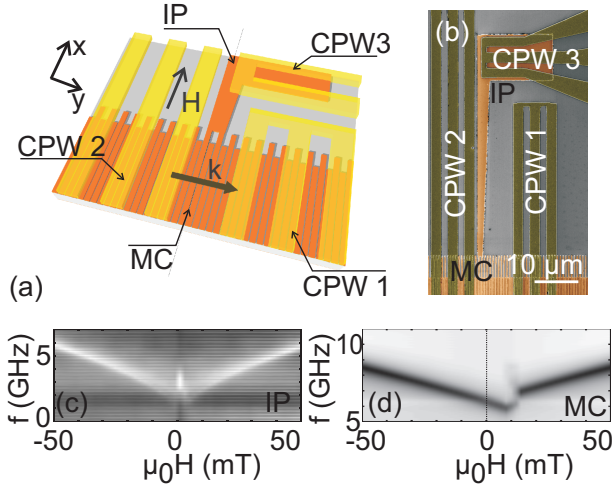 x
y
H
IP
CPW3
CPW 2
k
MC
CPW 1
(a)
(b)
CPW 3
IP
CPW 2
CPW 1
MC
10 µm
f (GHz)
5
0
(c)
IP
-50
0
50
µ₀H (mT)
f (GHz)
10
5
(d)
MC
-50
0
50
µ₀H (mT)